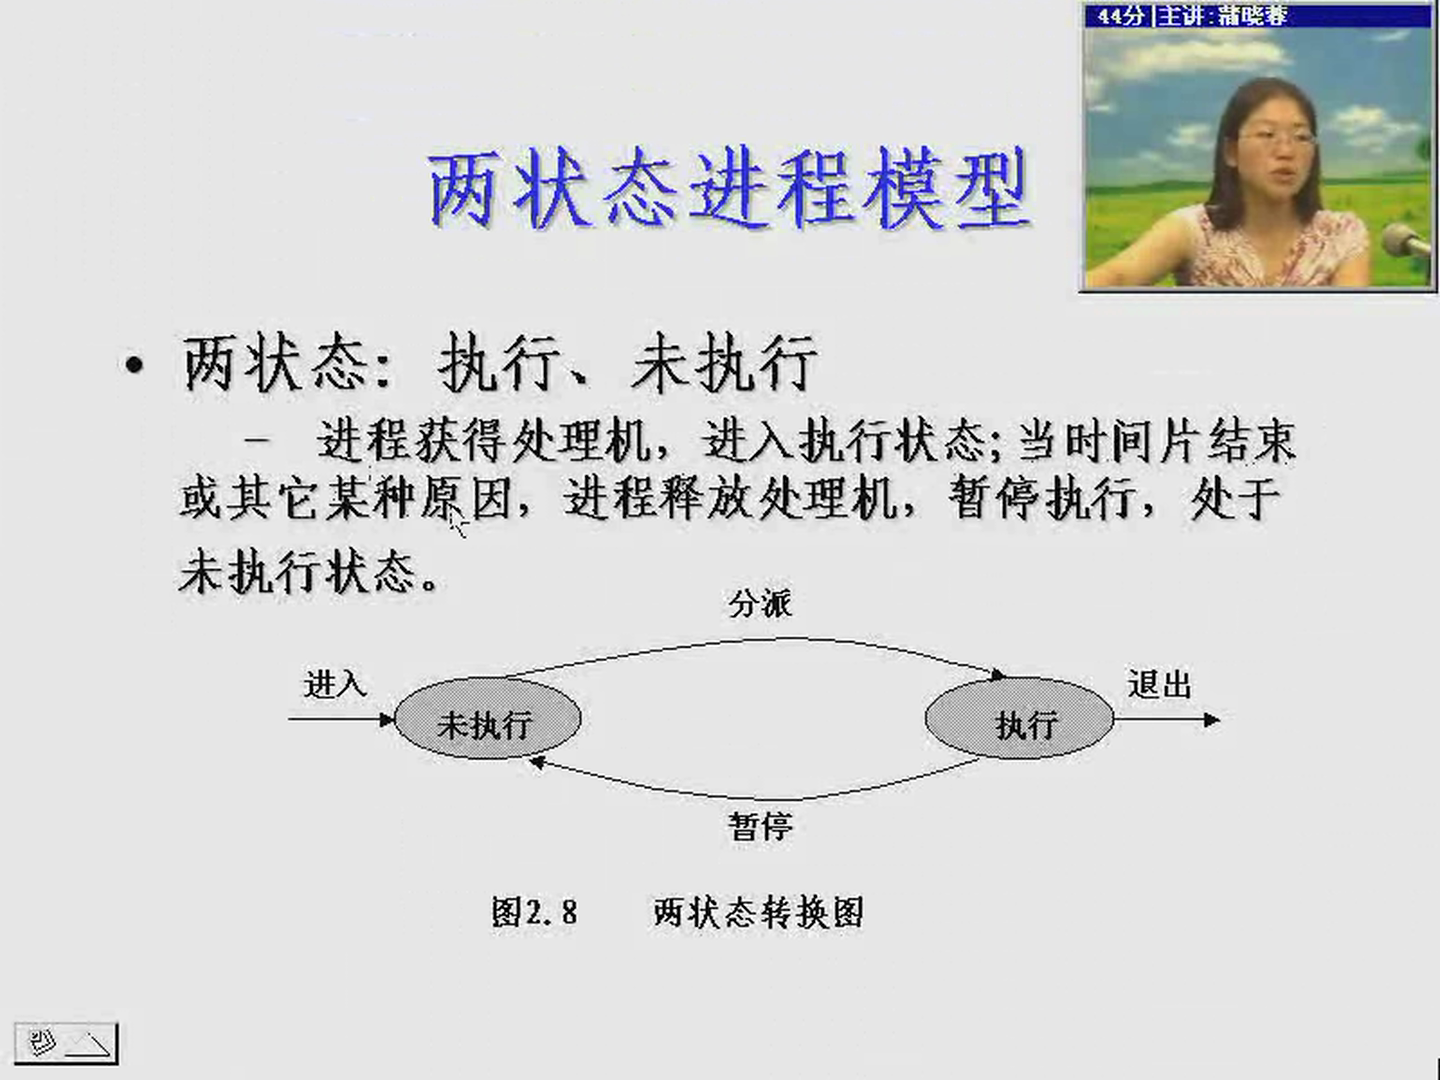 44分 主讲:蒲晓蓉
两状态进程模型
• 两状态：执行、未执行
– 进程获得处理机，进入执行状态;当时间片结束
或其它某种原因，进程释放处理机，暂停执行，处于
未执行状态。
分派
进入
退出
未执行
执行
暂停
图2.8 两状态转换图